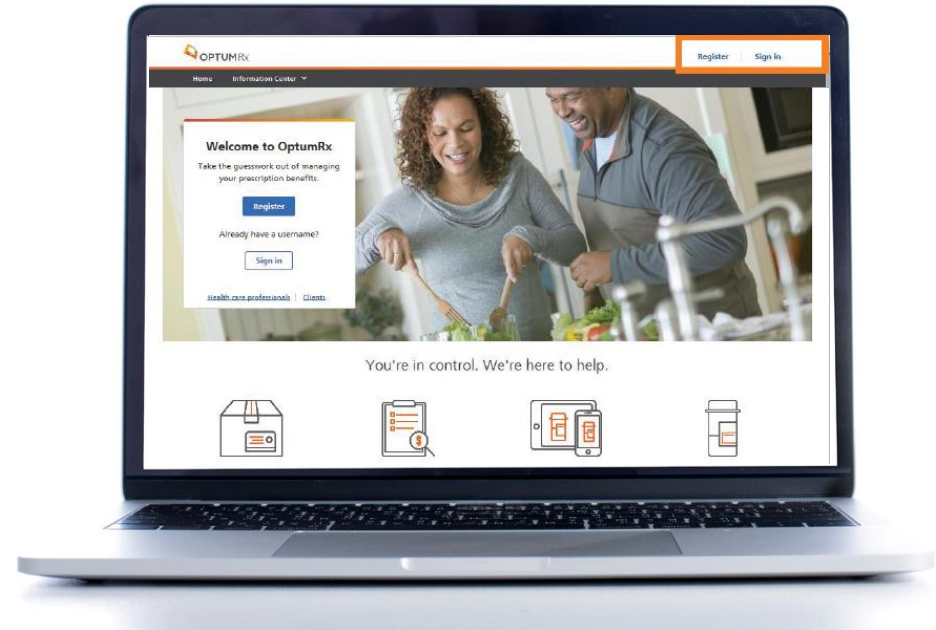 OPTUMRx
Register Sign in
Home Information Center
Welcome to OptumRx
Take the guesswork out of managing
your prescription benefits.
Register
Already have a username?
Sign in
Health care professionals | Clients
You're in control. We're here to help.
$